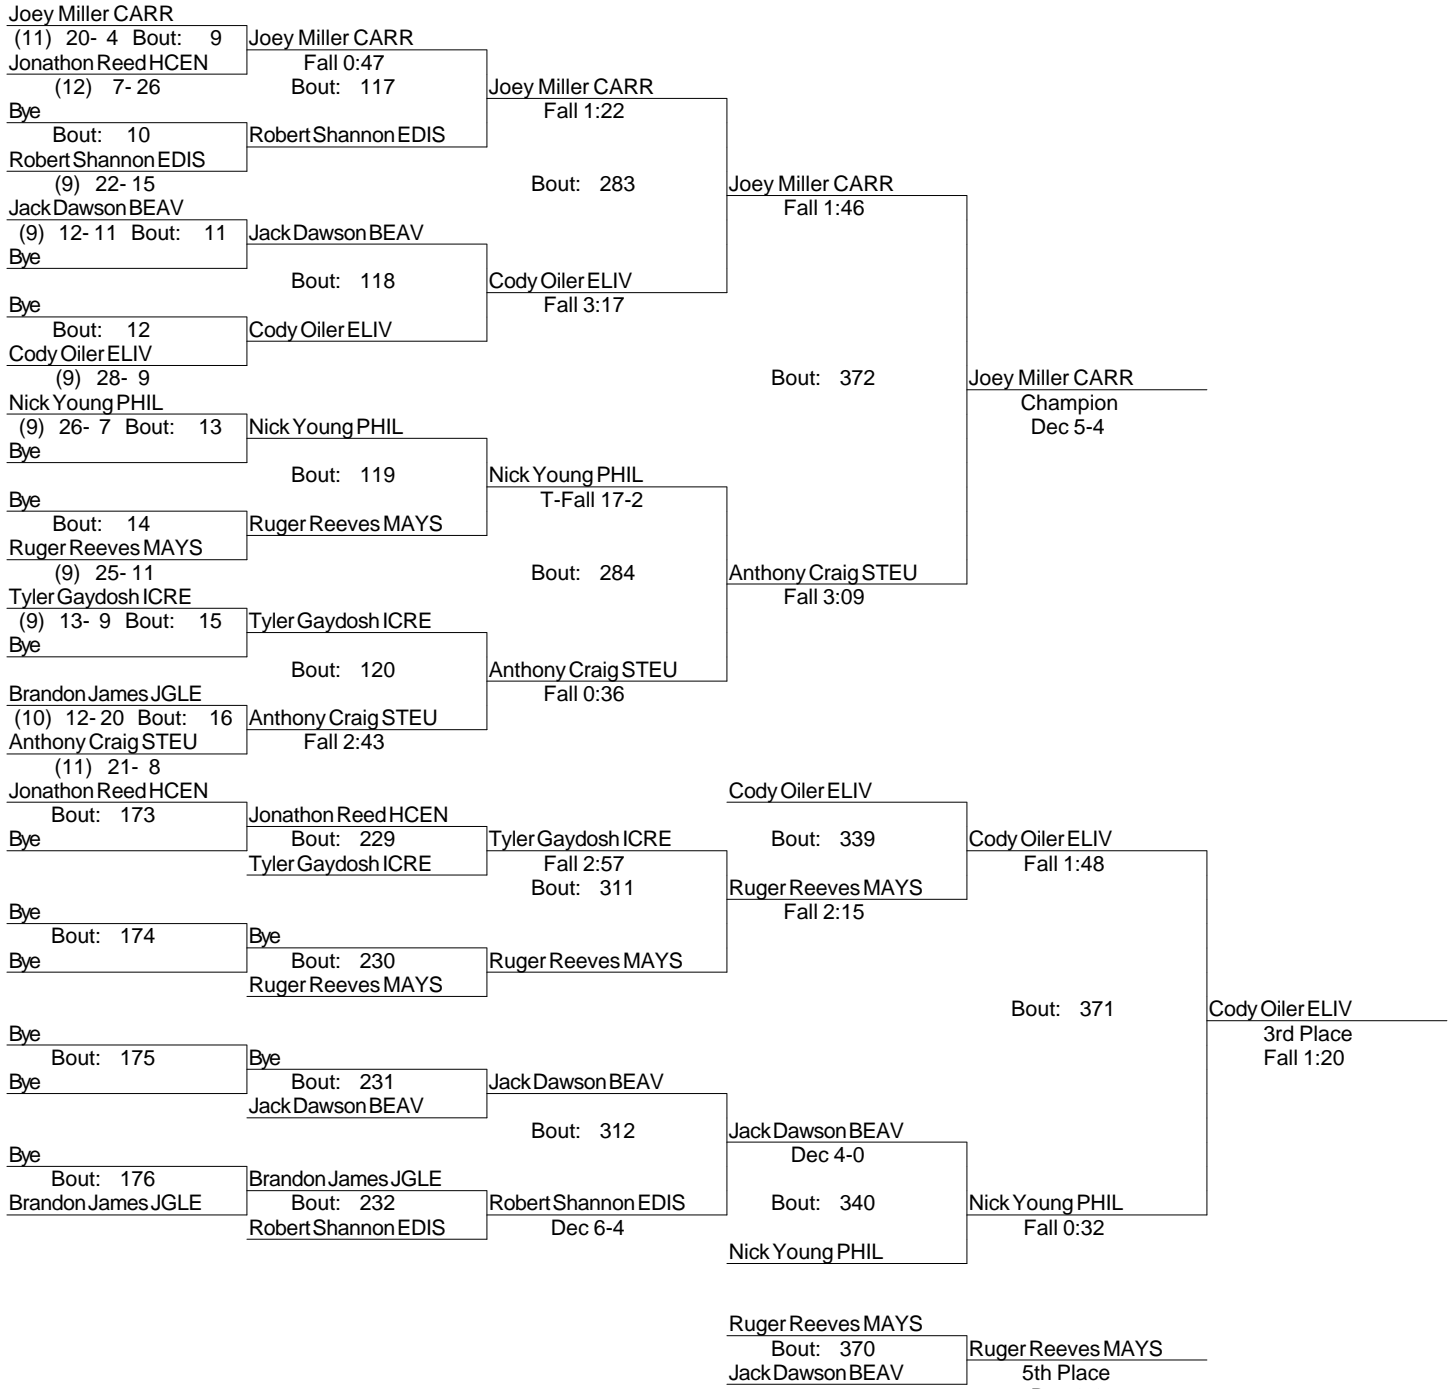 Joey Miller CARR
(11) 20- 4 Bout: 9 Joey Miller CARR
Jonathon Reed HCEN Fall 0:47
(12) 7- 26 Bout: 117 Joey Miller CARR
Bye Fall 1:22
Bout: 10 Robert Shannon EDIS
Robert Shannon EDIS
(9) 22- 15 Bout: 283 Joey Miller CARR
Jack Dawson BEAV Fall 1:46
(9) 12- 11 Bout: 11 Jack Dawson BEAV
Bye
Bout: 118 Cody Oiler ELIV
Bye Fall 3:17
Bout: 12 Cody Oiler ELIV
Cody Oiler ELIV
(9) 28- 9 Bout: 372 Joey Miller CARR
Nick Young PHIL Champion
(9) 26- 7 Bout: 13 Nick Young PHIL Dec 5-4
Bye
Bout: 119 Nick Young PHIL
Bye T-Fall 17-2
Bout: 14 Ruger Reeves MAYS
Ruger Reeves MAYS
(9) 25- 11 Bout: 284 Anthony Craig STEU
Tyler Gaydosh ICRE Fall 3:09
(9) 13- 9 Bout: 15 Tyler Gaydosh ICRE
Bye
Bout: 120 Anthony Craig STEU
Brandon James JGLE Fall 0:36
(10) 12- 20 Bout: 16 Anthony Craig STEU
Anthony Craig STEU Fall 2:43
(11) 21- 8
Jonathon Reed HCEN Cody Oiler ELIV
Bout: 173 Jonathon Reed HCEN
Bye Bout: 229 Tyler Gaydosh ICRE Bout: 339 Cody Oiler ELIV
Tyler Gaydosh ICRE Fall 2:57 Fall 1:48
Bout: 311 Ruger Reeves MAYS
Bye Fall 2:15
Bout: 174 Bye
Bye Bout: 230 Ruger Reeves MAYS
Ruger Reeves MAYS
Bout: 371 Cody Oiler ELIV
Bye 3rd Place
Bout: 175 Bye Fall 1:20
Bye Bout: 231 Jack Dawson BEAV
Jack Dawson BEAV
Bout: 312 Jack Dawson BEAV
Bye Dec 4-0
Bout: 176 Brandon James JGLE
Brandon James JGLE Bout: 232 Robert Shannon EDIS Bout: 340 Nick Young PHIL
Robert Shannon EDIS Dec 6-4 Fall 0:32
Nick Young PHIL
Ruger Reeves MAYS
Bout: 370 Ruger Reeves MAYS
Jack Dawson BEAV 5th Place